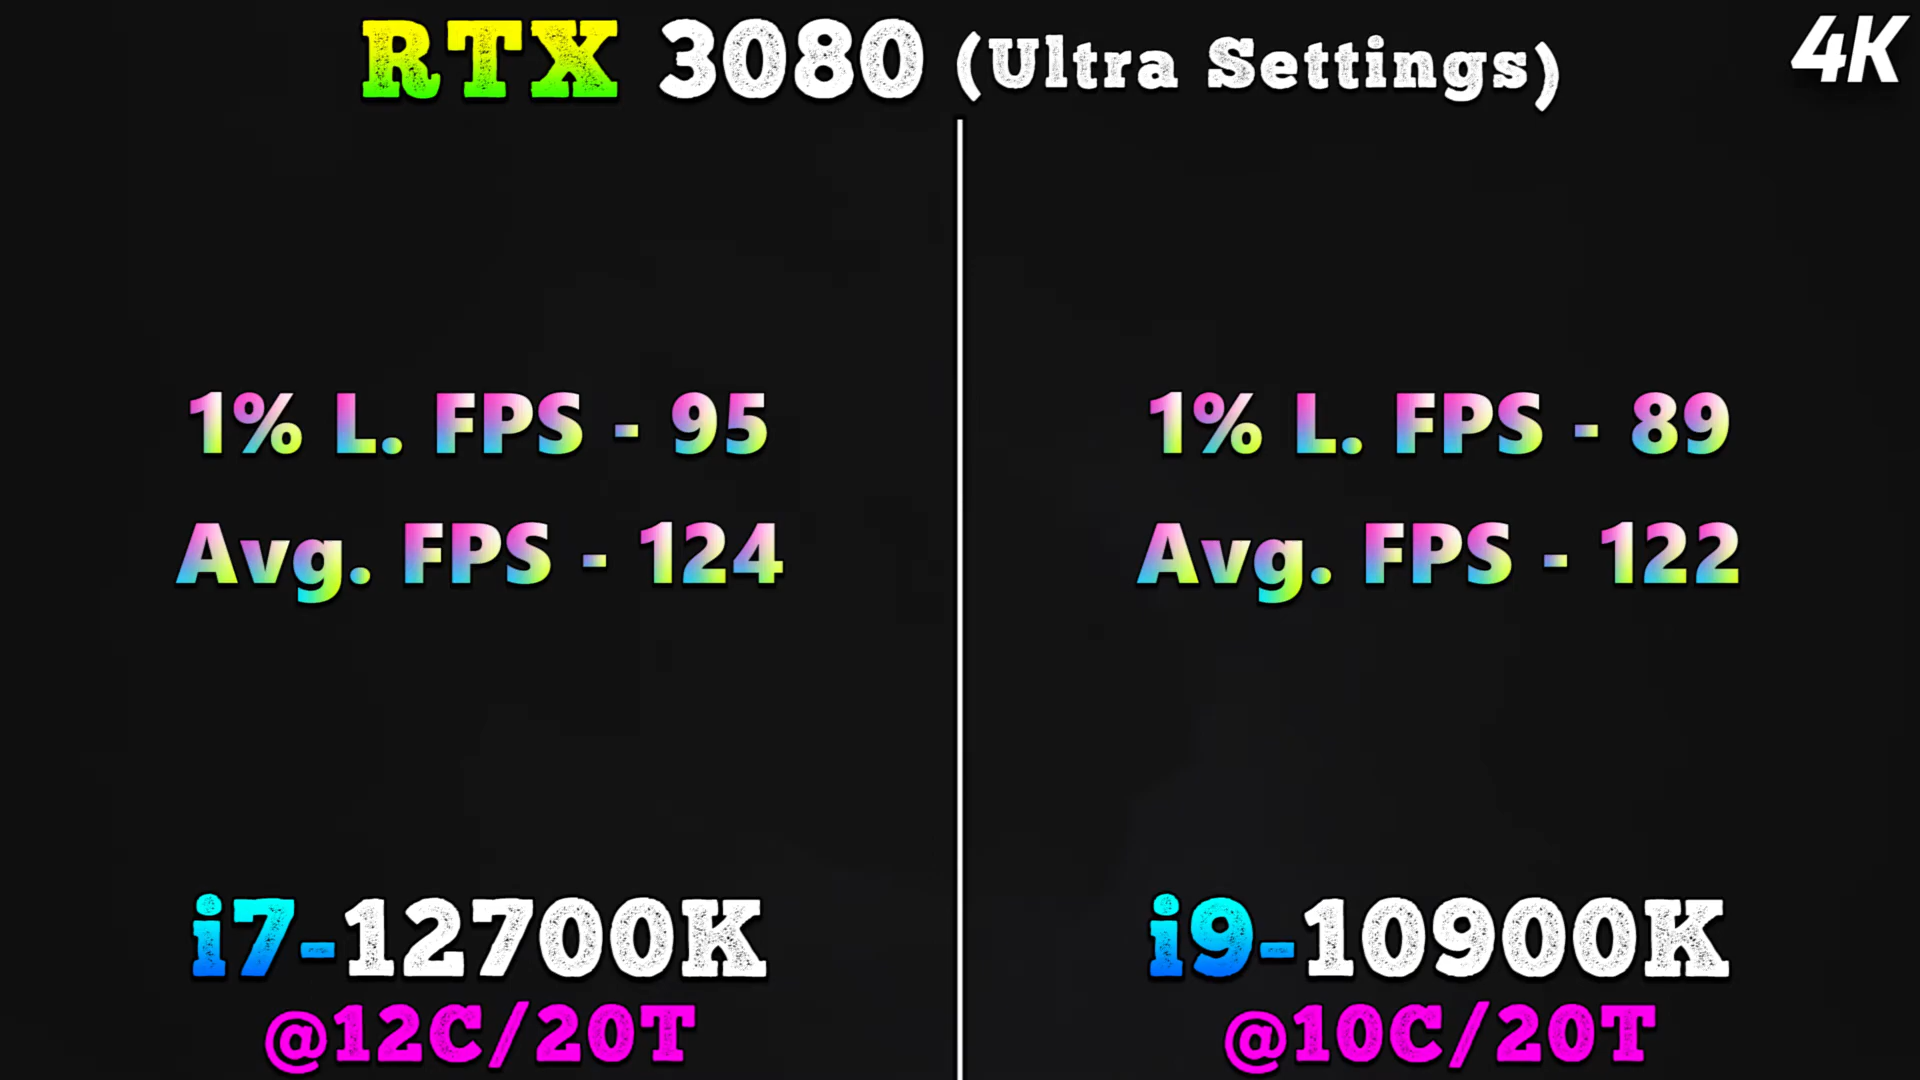 RTX 3080 (Ultra Settings)
4K
1% L. FPS - 95
Avg. FPS - 124
i7-12700K
@12C/20T
1% L. FPS - 89
Avg. FPS - 122
i9-10900K
@10C/20T